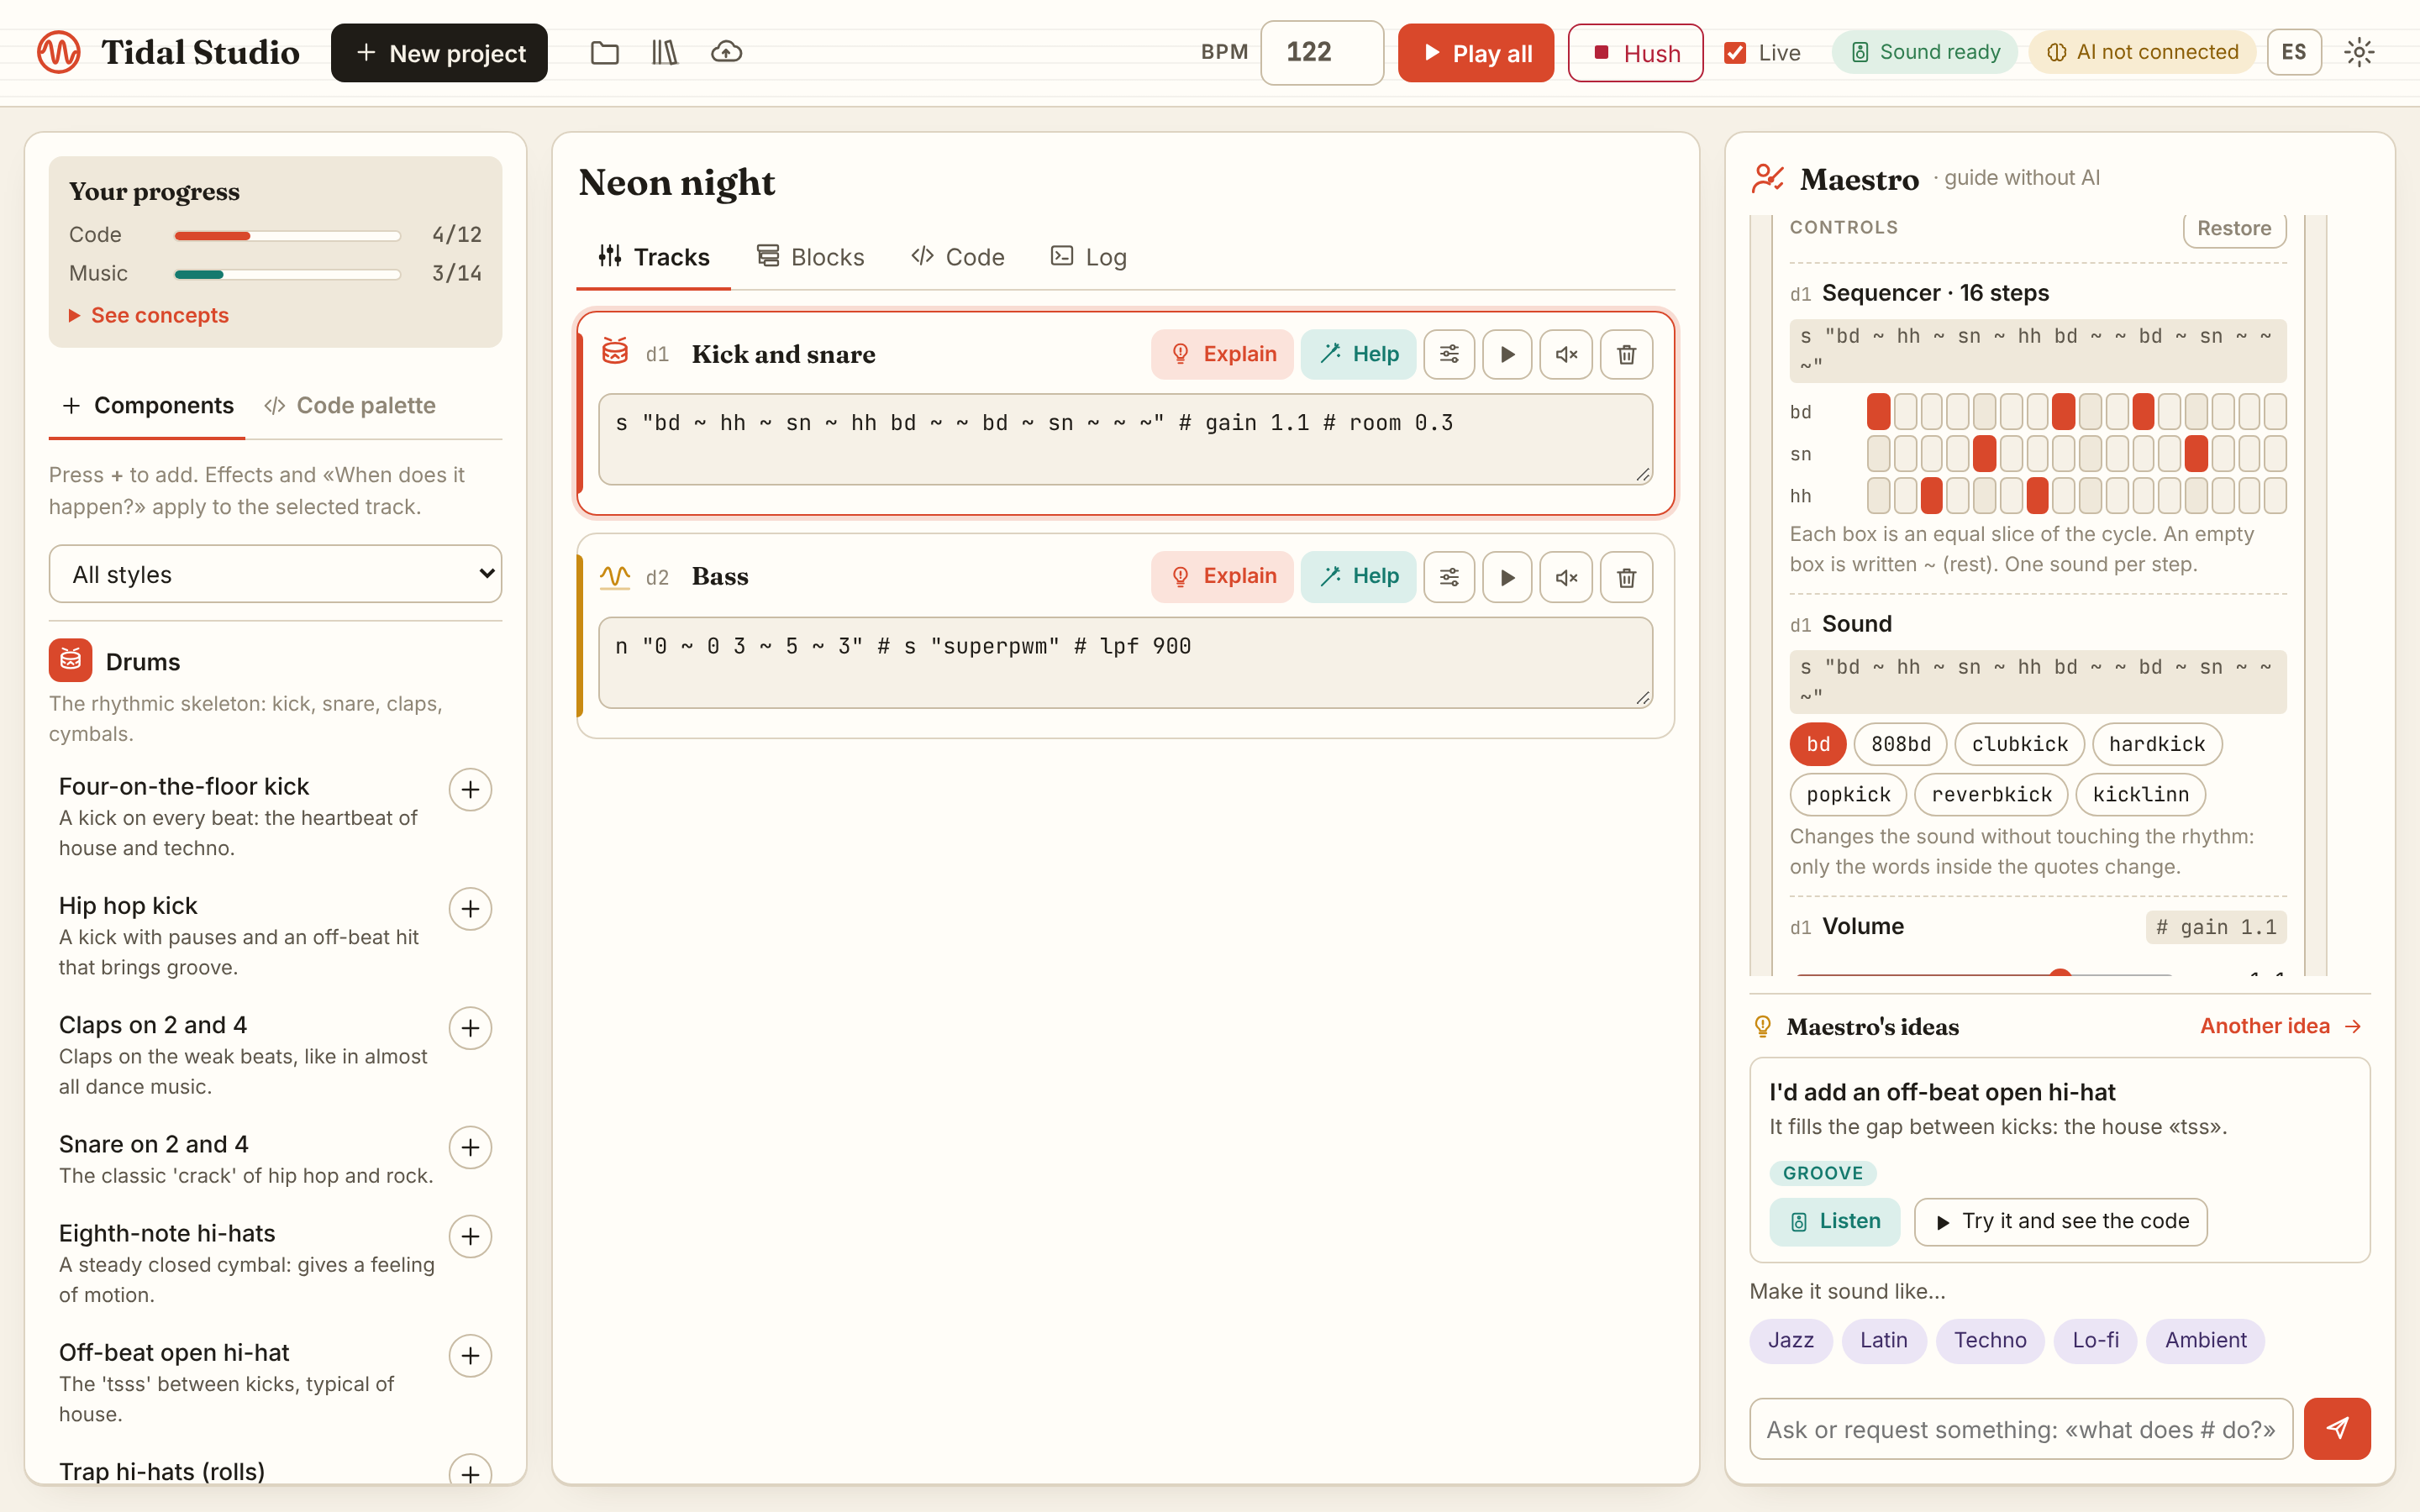 Tidal Studio
New project
BPM 122
Play all
Hush
Live
Sound ready
AI not connected
ES
Your progress
Code 4/12
Music 3/14
See concepts
Components
Code palette
Press + to add. Effects and «When does it
happen?» apply to the selected track.
All styles
Drums
The rhythmic skeleton: kick, snare, claps,
cymbals.
Four-on-the-floor kick
A kick on every beat: the heartbeat of
house and techno.
Hip hop kick
A kick with pauses and an off-beat hit
that brings groove.
Claps on 2 and 4
Claps on the weak beats, like in almost
all dance music.
Snare on 2 and 4
The classic 'crack' of hip hop and rock.
Eighth-note hi-hats
A steady closed cymbal: gives a feeling
of motion.
Off-beat open hi-hat
The 'tsss' between kicks, typical of
house.
Trap hi-hats (rolls)
Neon night
Tracks
Blocks
Code
Log
d1 Kick and snare
Explain
Help
s "bd ~ hh ~ sn ~ hh bd ~ ~ bd ~ sn ~ ~ ~" # gain 1.1 # room 0.3
d2 Bass
Explain
Help
n "0 ~ 0 3 ~ 5 ~ 3" # s "superpwm" # lpf 900
Maestro · guide without AI
CONTROLS
Restore
d1 Sequencer · 16 steps
s "bd ~ hh ~ sn ~ hh bd ~ ~ bd ~ sn ~ ~
~"
bd
sn
hh
Each box is an equal slice of the cycle. An empty
box is written ~ (rest). One sound per step.
d1 Sound
s "bd ~ hh ~ sn ~ hh bd ~ ~ bd ~ sn ~ ~
~"
bd 808bd clubkick hardkick
popkick reverbkick kicklinn
Changes the sound without touching the rhythm:
only the words inside the quotes change.
d1 Volume # gain 1.1
Maestro's ideas
Another idea →
I'd add an off-beat open hi-hat
It fills the gap between kicks: the house «tss».
GROOVE
Listen
Try it and see the code
Make it sound like...
Jazz Latin Techno Lo-fi Ambient
Ask or request something: «what does # do?»